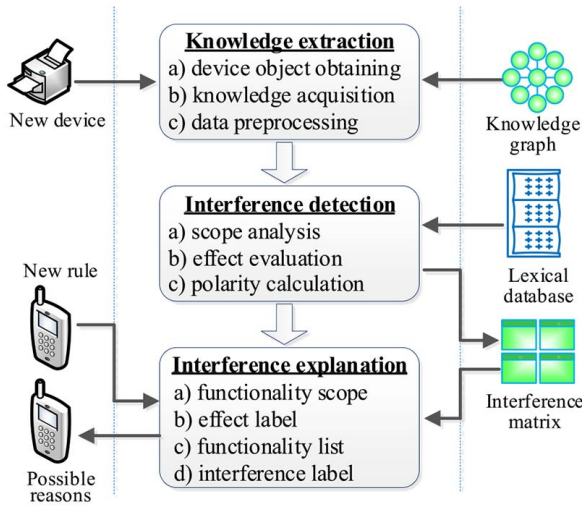 Knowledge extraction
a) device object obtaining
b) knowledge acquisition
c) data preprocessing
New device
Knowledge
graph
Interference detection
a) scope analysis
b) effect evaluation
c) polarity calculation
Lexical
database
New rule
Interference explanation
a) functionality scope
b) effect label
c) functionality list
d) interference label
Interference
matrix
Possible
reasons